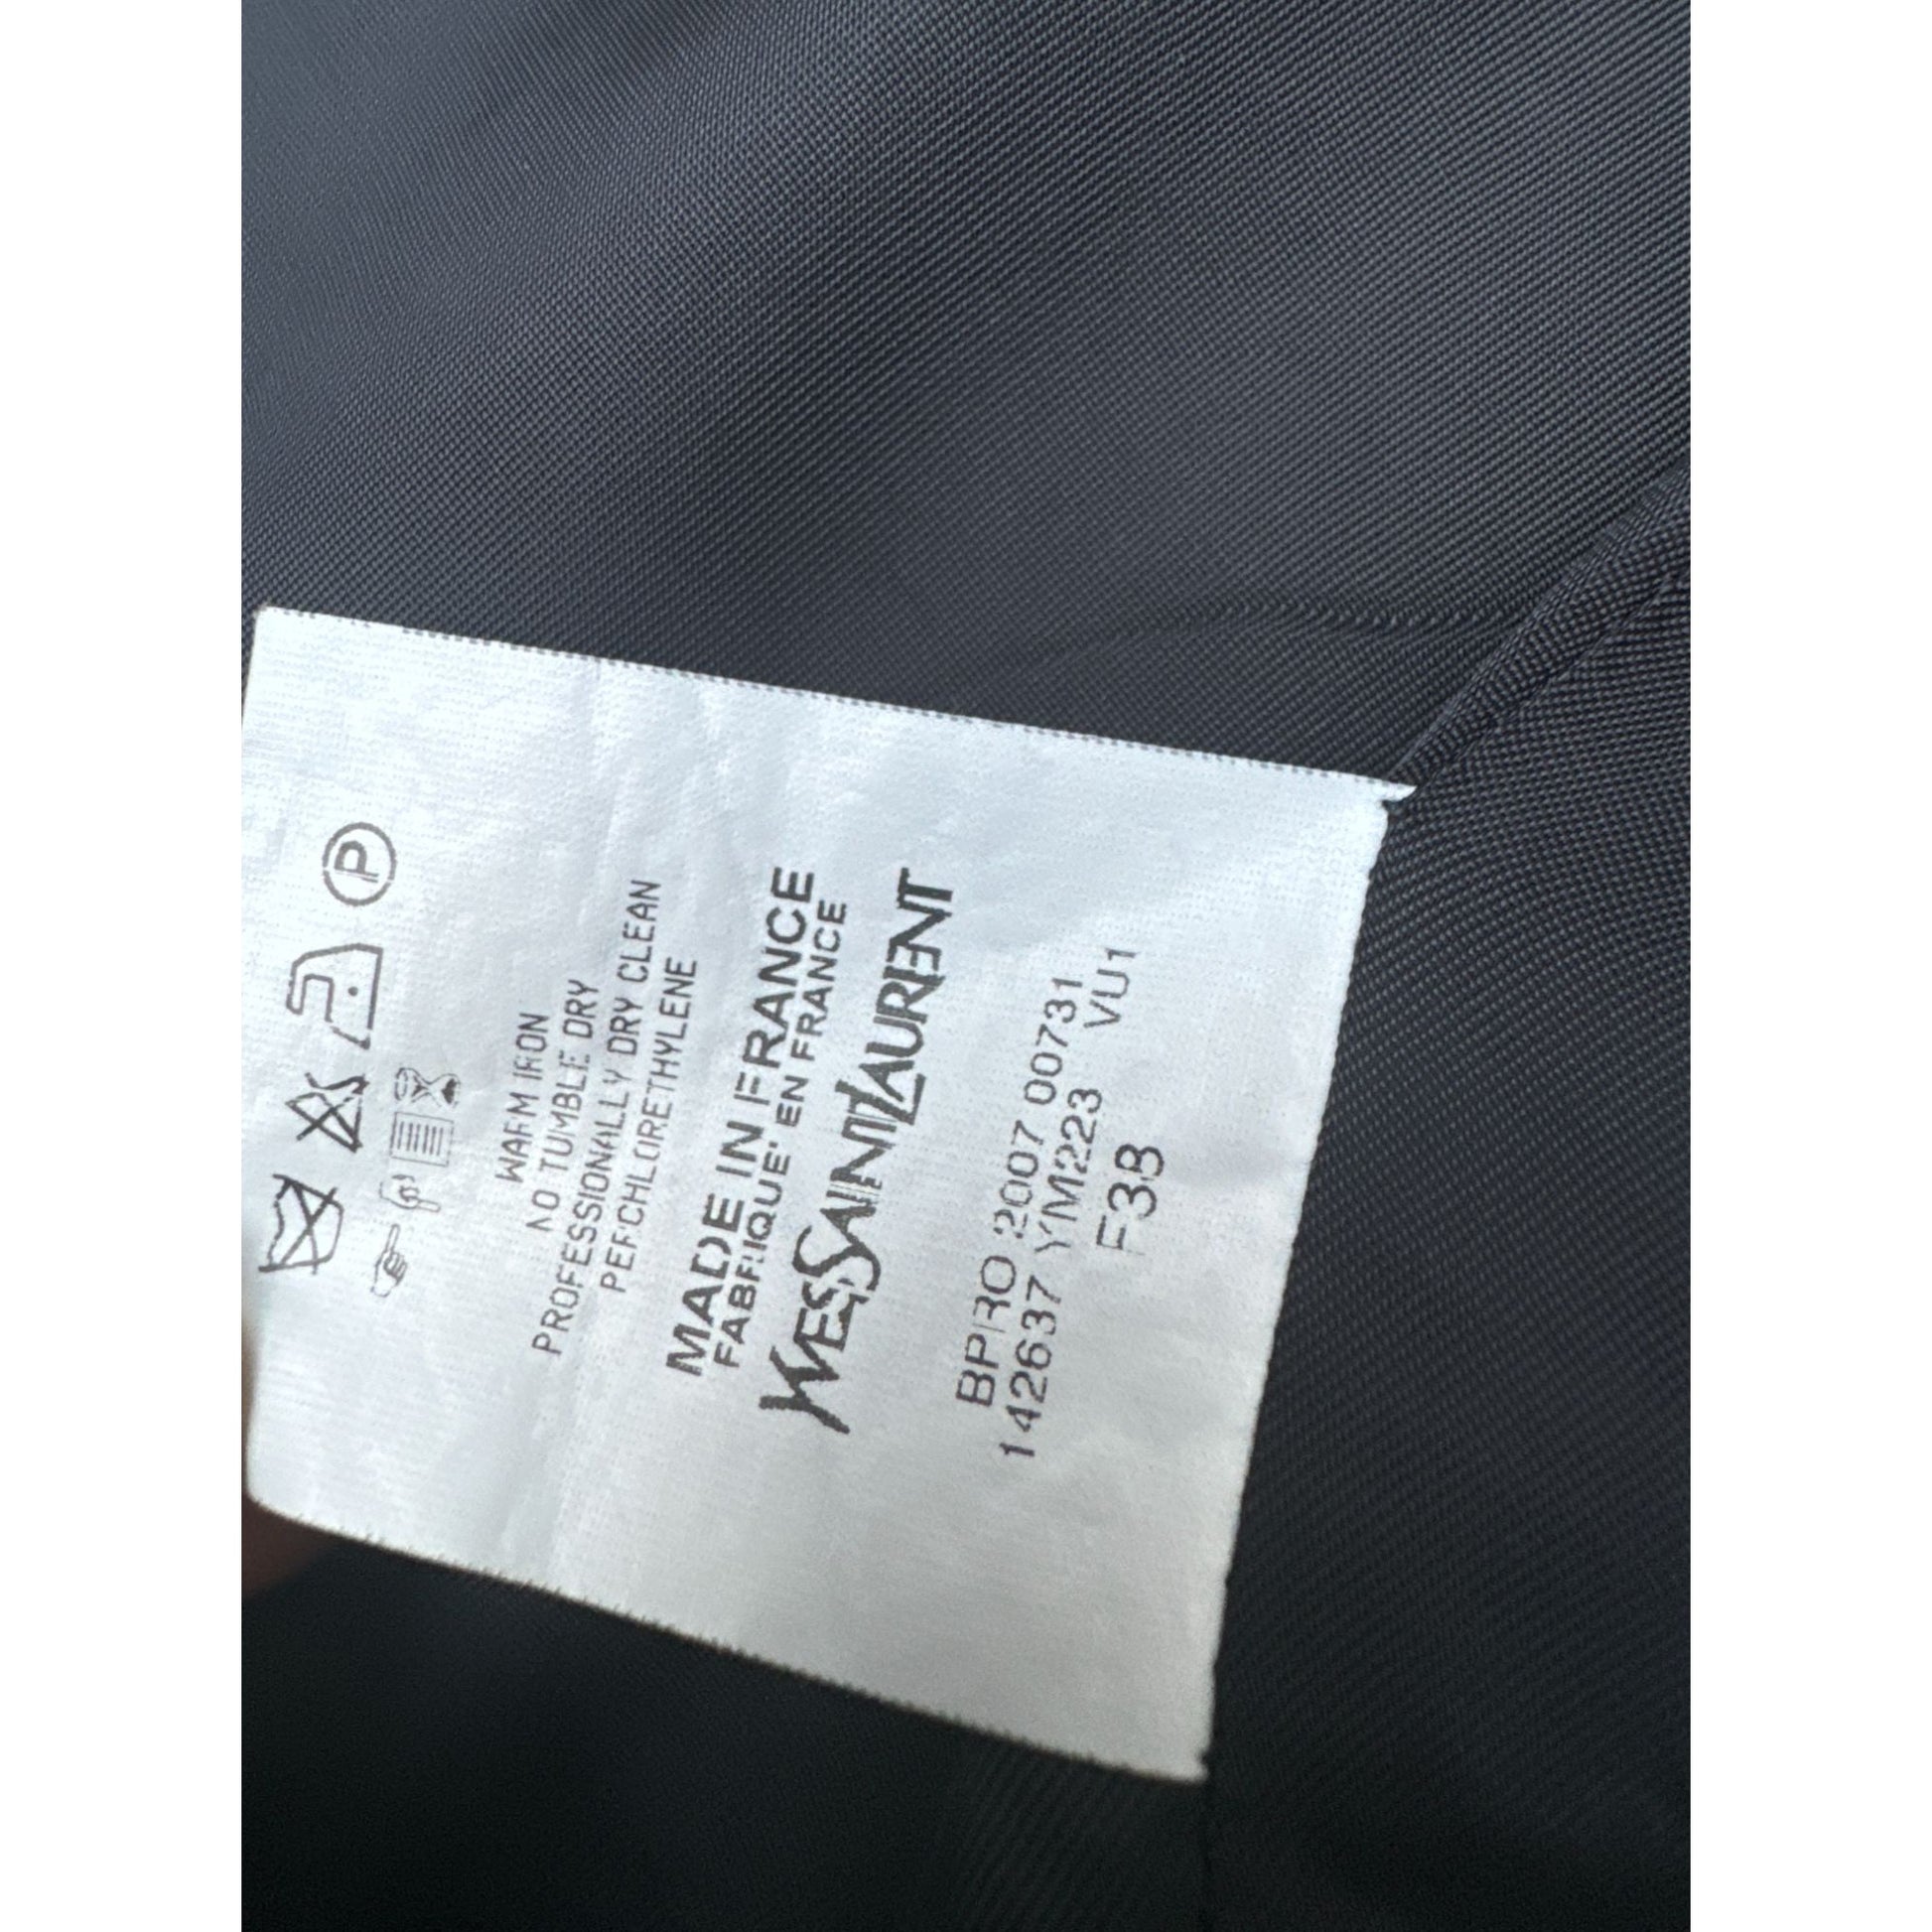 P
WARM IRON
NO TUMBLE DRY
PROFESSIONALLY DRY CLEAN
PERCHLORETHYLENE
MADE IN FRANCE
FABRIQUE' EN FRANCE
YVESSAINTLAURENT
BPRO 2007 00731
142637 YM223 VU1
F38